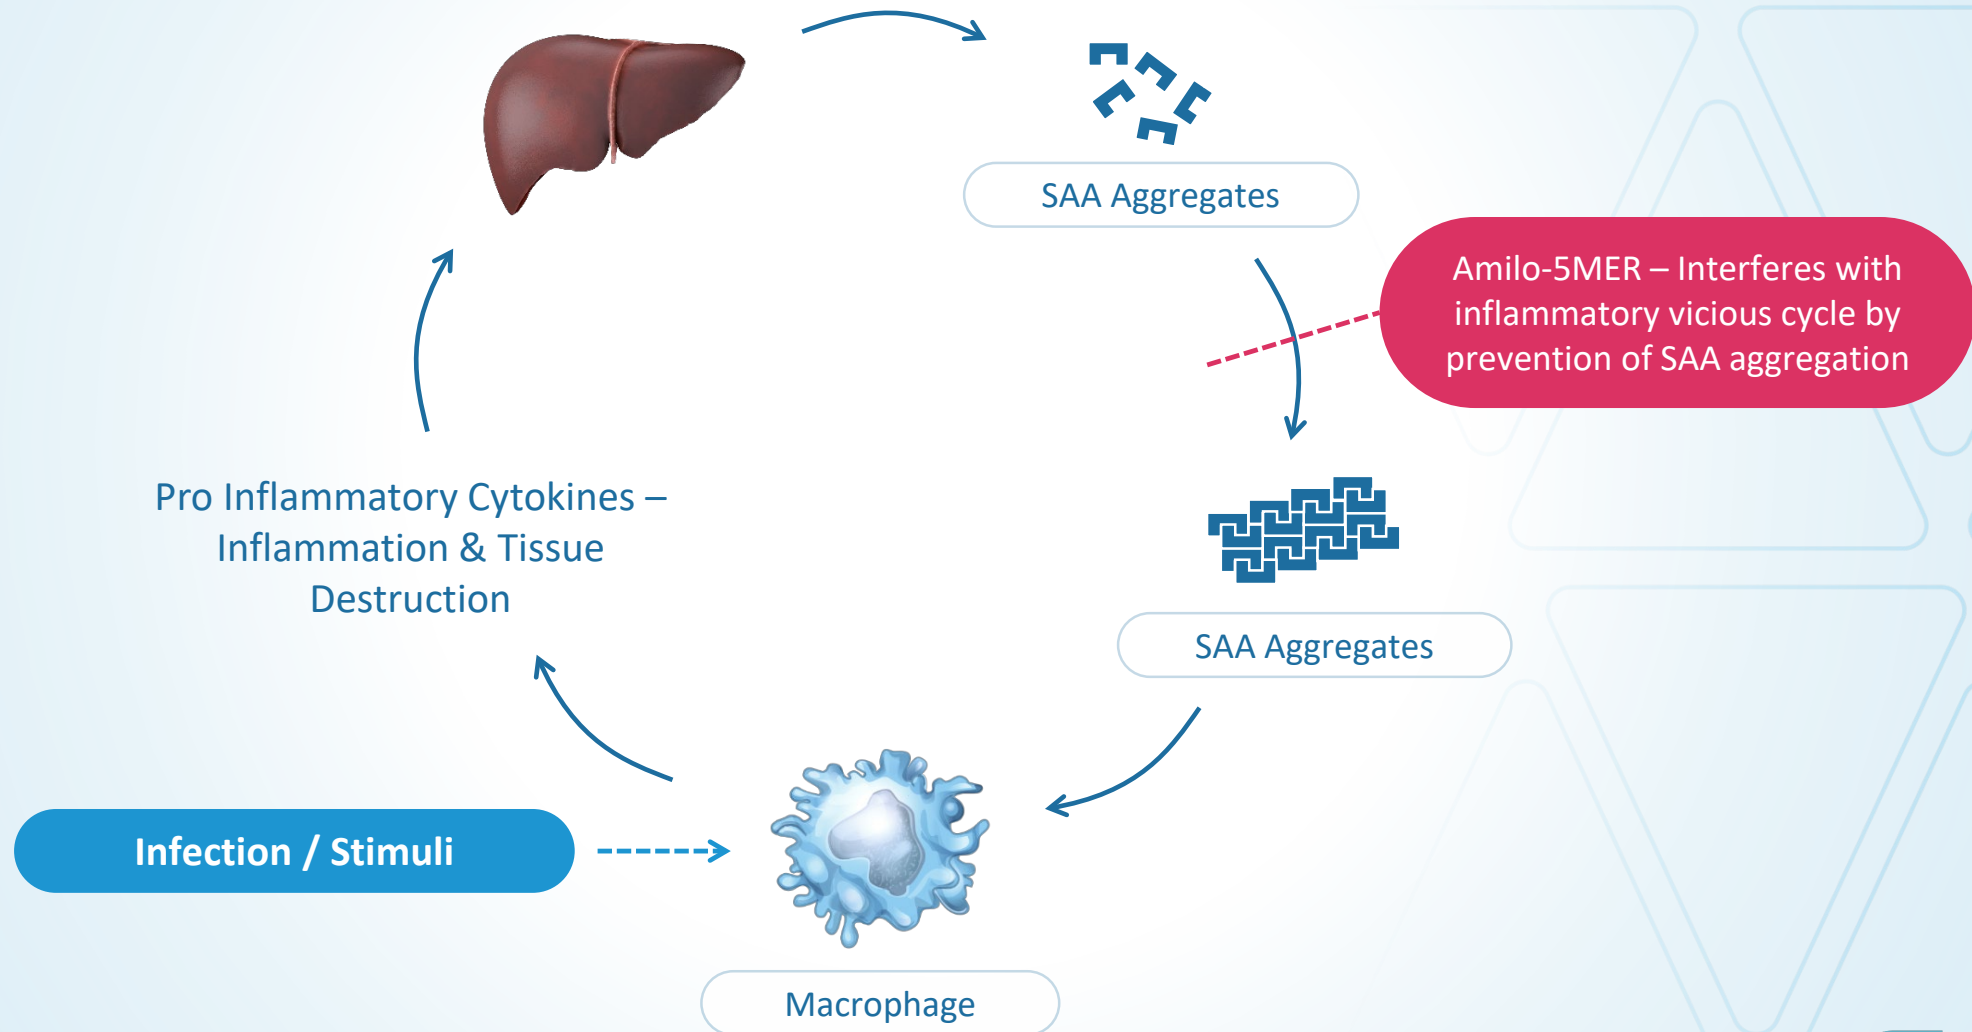 SAA Aggregates
Amilo-5MER – Interferes with
inflammatory vicious cycle by
prevention of SAA aggregation
Pro Inflammatory Cytokines –
Inflammation & Tissue
Destruction
SAA Aggregates
Infection / Stimuli
Macrophage